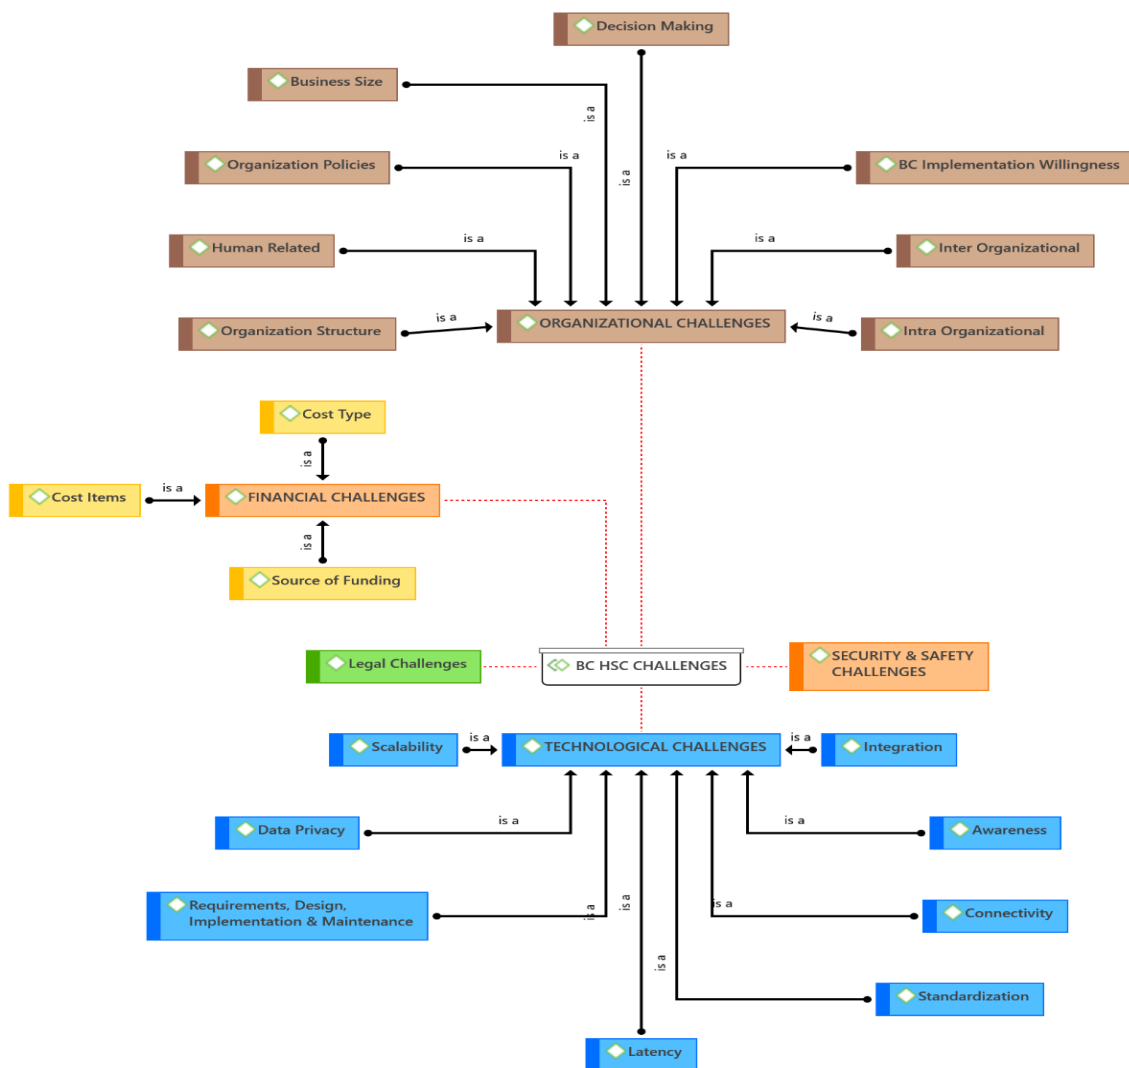 Decision Making
Business Size
is a
Organization Policies
is a
is a
is a
BC Implementation Willingness
Human Related
is a
is a
Inter Organizational
Organization Structure
is a
ORGANIZATIONAL CHALLENGES
is a
Intra Organizational
Cost Type
is a
Cost Items
is a
FINANCIAL CHALLENGES
is a
Source of Funding
Legal Challenges
BC HSC CHALLENGES
SECURITY & SAFETY
CHALLENGES
Scalability
is a
TECHNOLOGICAL CHALLENGES
is a
Integration
Data Privacy
is a
is a
Awareness
Requirements, Design,
Implementation & Maintenance
is a
is a
is a
Connectivity
is a
Standardization
Latency